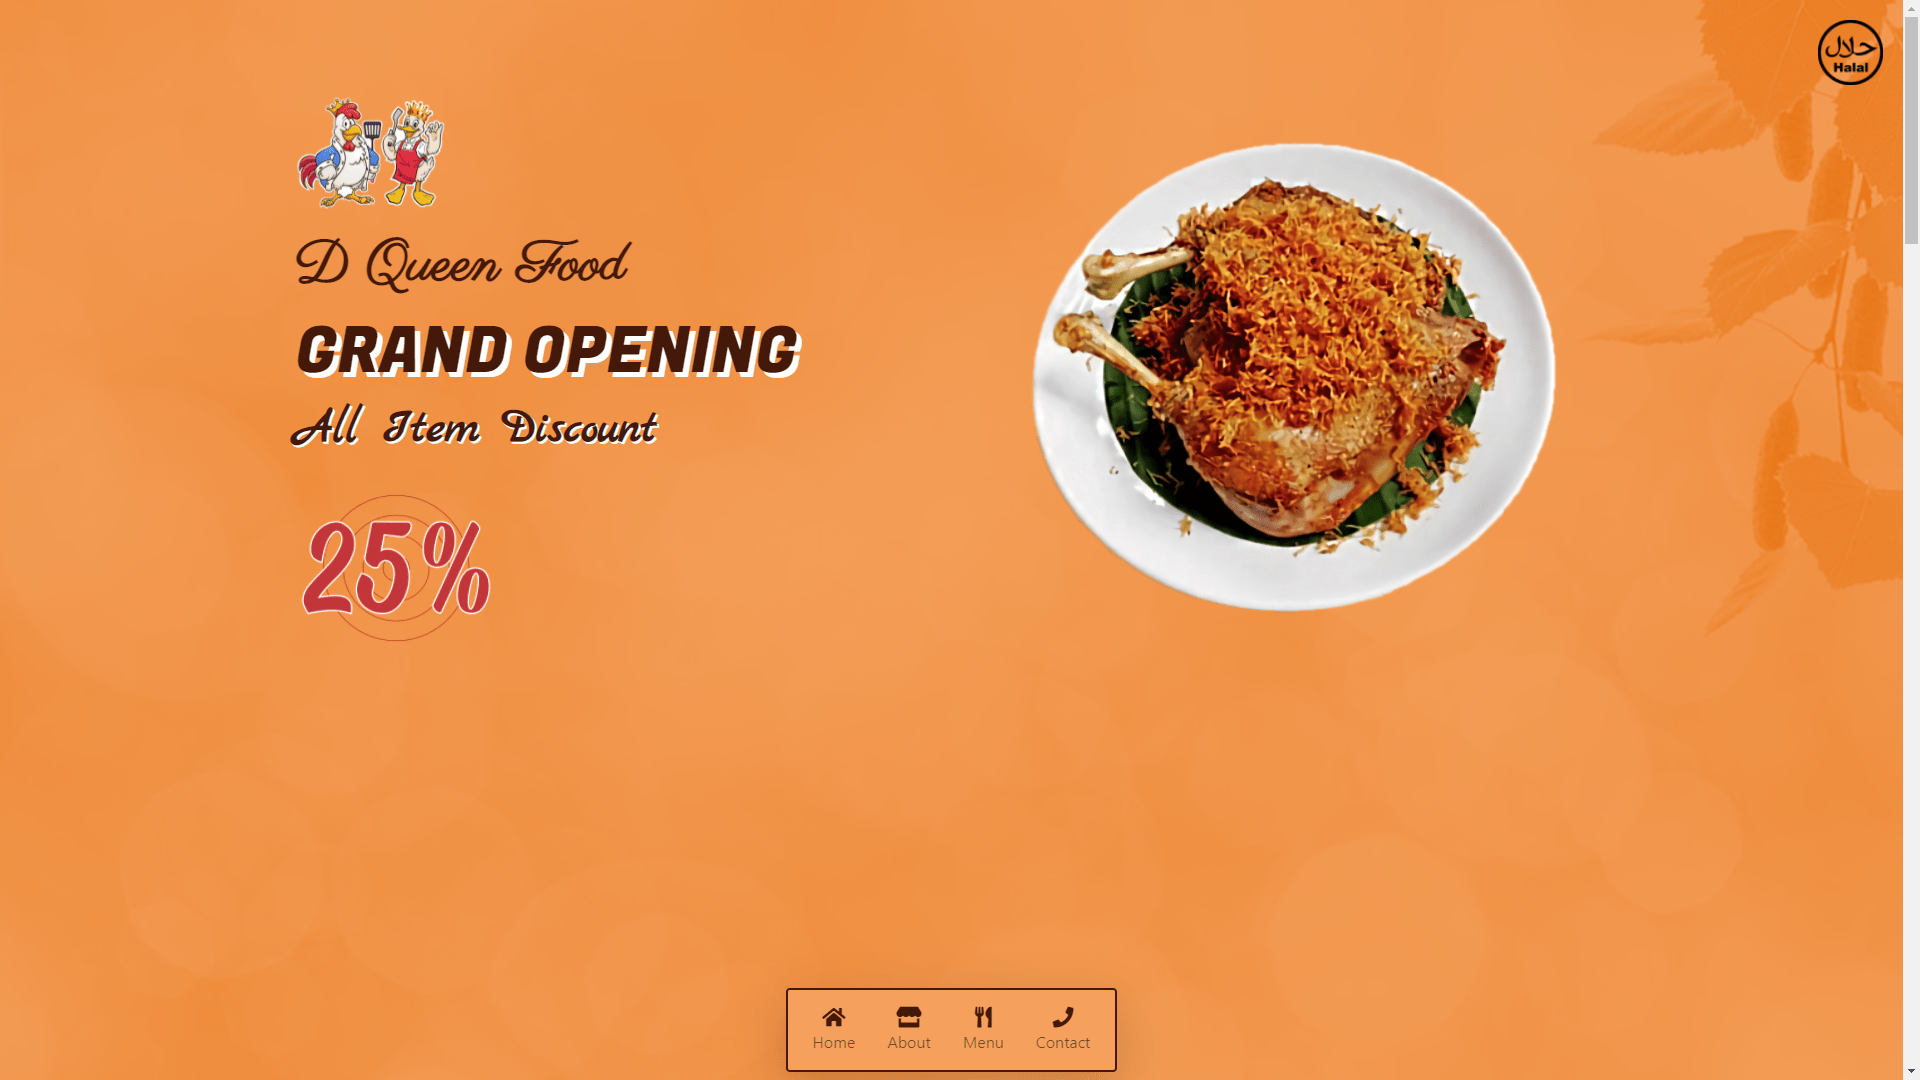 حلال
Halal
D Queen Food
GRAND OPENING
All Item Discount
25%
Home
About
Menu
Contact